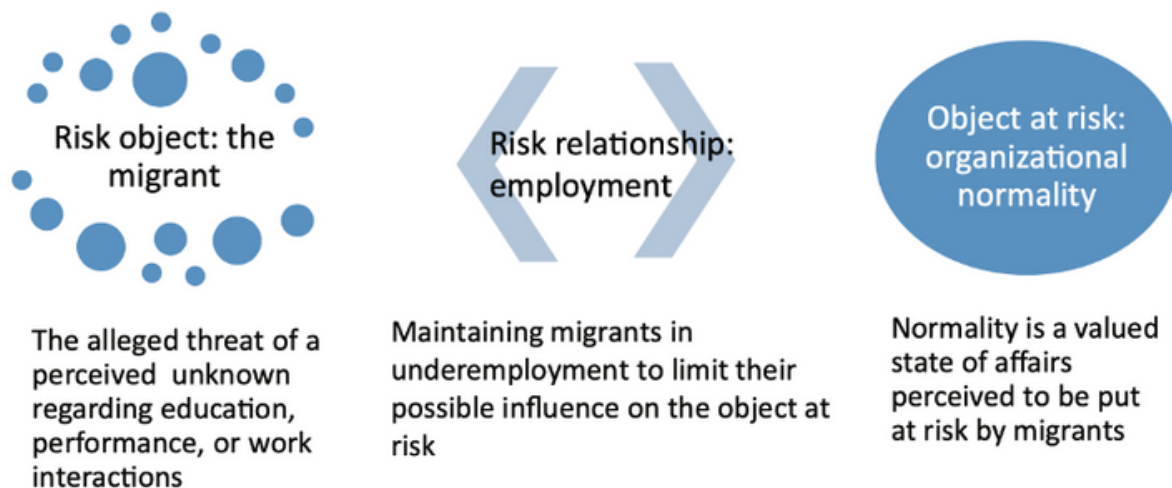 Risk object: the
migrant
Risk relationship:
employment
Object at risk:
organizational
normality
The alleged threat of a
perceived unknown
regarding education,
performance, or work
interactions
Maintaining migrants in
underemployment to limit their
possible influence on the object at
risk
Normality is a valued
state of affairs
perceived to be put
at risk by migrants